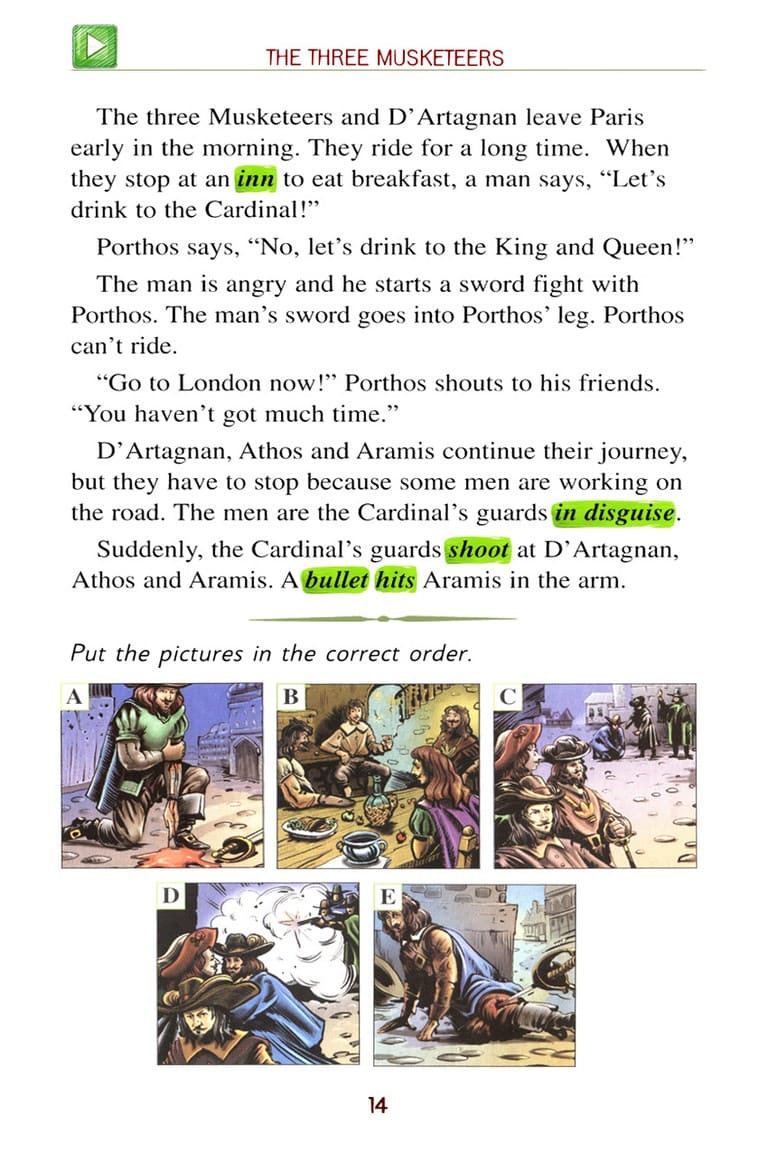 THE THREE MUSKETEERS
The three Musketeers and D’Artagnan leave Paris
early in the morning. They ride for a long time. When
they stop at an inn to eat breakfast, a man says, “Let’s
drink to the Cardinal!”
Porthos says, “No, let’s drink to the King and Queen!”
The man is angry and he starts a sword fight with
Porthos. The man’s sword goes into Porthos’ leg. Porthos
can’t ride.
“Go to London now!” Porthos shouts to his friends.
“You haven’t got much time.”
D’Artagnan, Athos and Aramis continue their journey,
but they have to stop because some men are working on
the road. The men are the Cardinal’s guards in disguise.
Suddenly, the Cardinal’s guards shoot at D’Artagnan,
Athos and Aramis. A bullet hits Aramis in the arm.
Put the pictures in the correct order.
A B C
D E
14